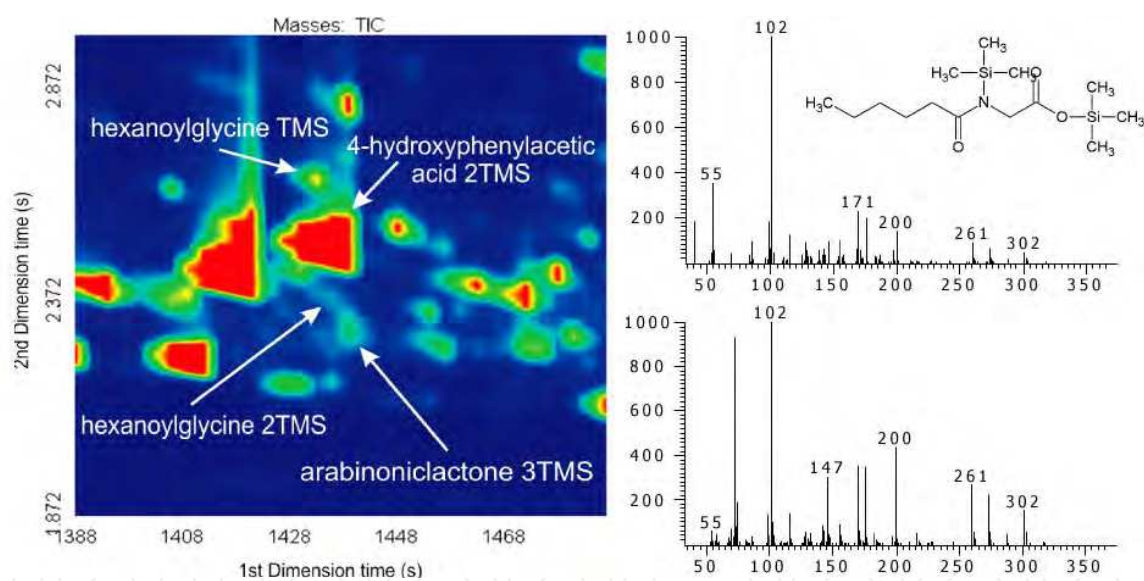 Masses: TIC
2.872
2.372
1.872
2nd Dimension time (s)
hexanoylglycine TMS
4-hydroxyphenylacetic
acid 2TMS
hexanoylglycine 2TMS
arabinoniclactone 3TMS
1388
1408
1428
1448
1468
1st Dimension time (s)
1000
800
600
400
200
102
55
171
200
261
302
50
100
150
200
250
300
350
CH3
H3C
Si
CH3
O
H3C
N
O
O
Si
CH3
H3C
CH3
1000
800
600
400
200
102
55
147
200
261
302
50
100
150
200
250
300
350